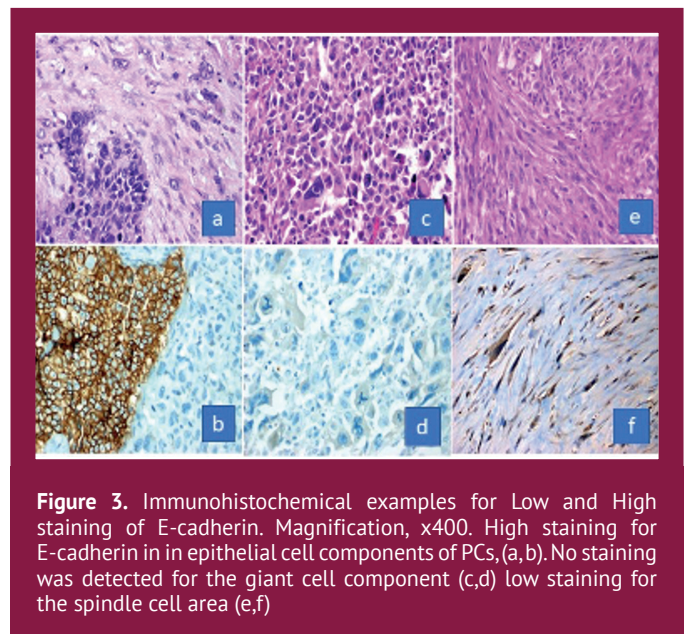 a
c
e
b
d
f
Figure 3. Immunohistochemical examples for Low and High
staining of E-cadherin. Magnification, x400. High staining for
E-cadherin in in epithelial cell components of PCs, (a, b). No staining
was detected for the giant cell component (c,d) low staining for
the spindle cell area (e,f)